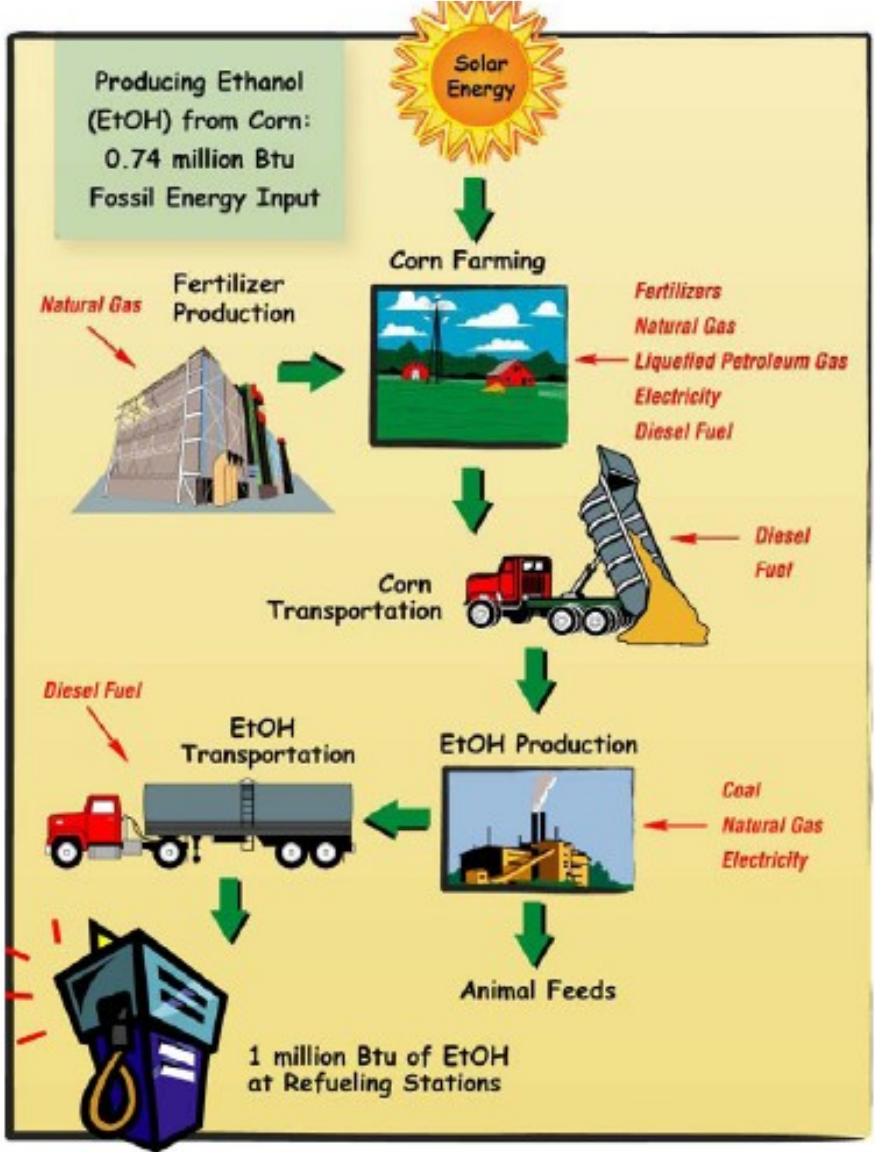 Solar
Energy
Producing Ethanol
(EtOH) from Corn:
0.74 million Btu
Fossil Energy Input
Corn Farming
Fertilizer
Production
Natural Gas
Fertilizers
Natural Gas
Liquefied Petroleum Gas
Electricity
Diesel Fuel
Diesel
Fuel
Corn
Transportation
Diesel Fuel
EtOH
Transportation
EtOH Production
Coal
Natural Gas
Electricity
Animal Feeds
1 million Btu of EtOH
at Refueling Stations